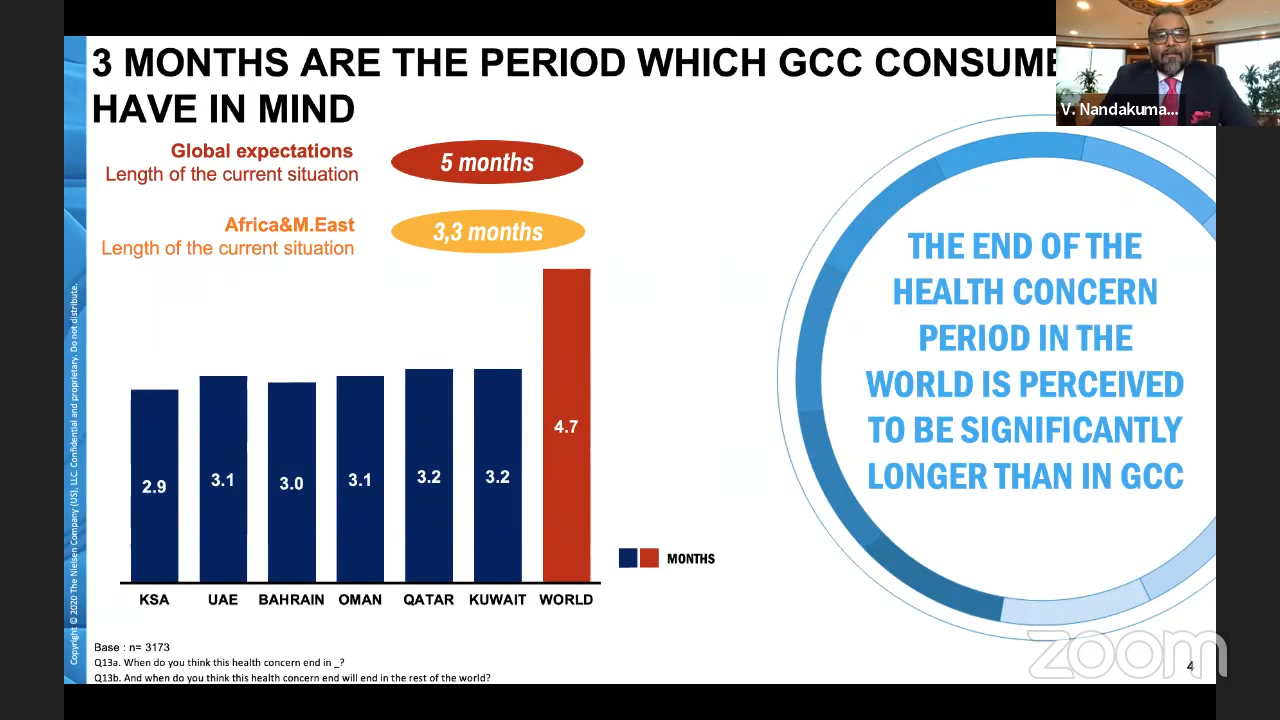 3 MONTHS ARE THE PERIOD WHICH GCC CONSUME
HAVE IN MIND
V. Nandakuma...
Global expectations
Length of the current situation
5 months
Africa&M.East
Length of the current situation
3,3 months
2.9
3.1
3.0
3.1
3.2
3.2
4.7
KSA
UAE
BAHRAIN
OMAN
QATAR
KUWAIT
WORLD
MONTHS
THE END OF THE
HEALTH CONCERN
PERIOD IN THE
WORLD IS PERCEIVED
TO BE SIGNIFICANTLY
LONGER THAN IN GCC
Base : n= 3173
Q13a. When do you think this health concern end in _?
Q13b. And when do you think this health concern end will end in the rest of the world?
Copyright © 2020 The Nielsen Company (US), LLC. Confidential and proprietary. Do not distribute.
zoom
4